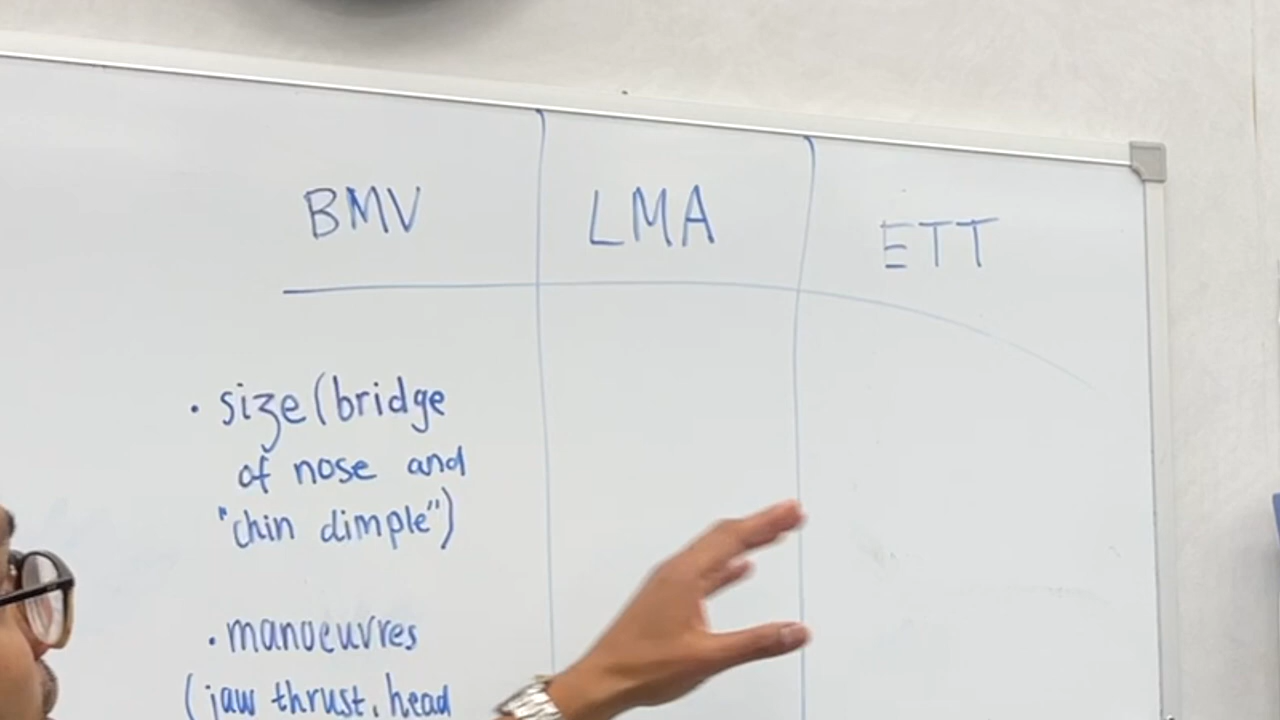 BMV LMA ETT
· size (bridge
of nose and
"chin dimple")
· manoeuvres
(jaw thrust, head